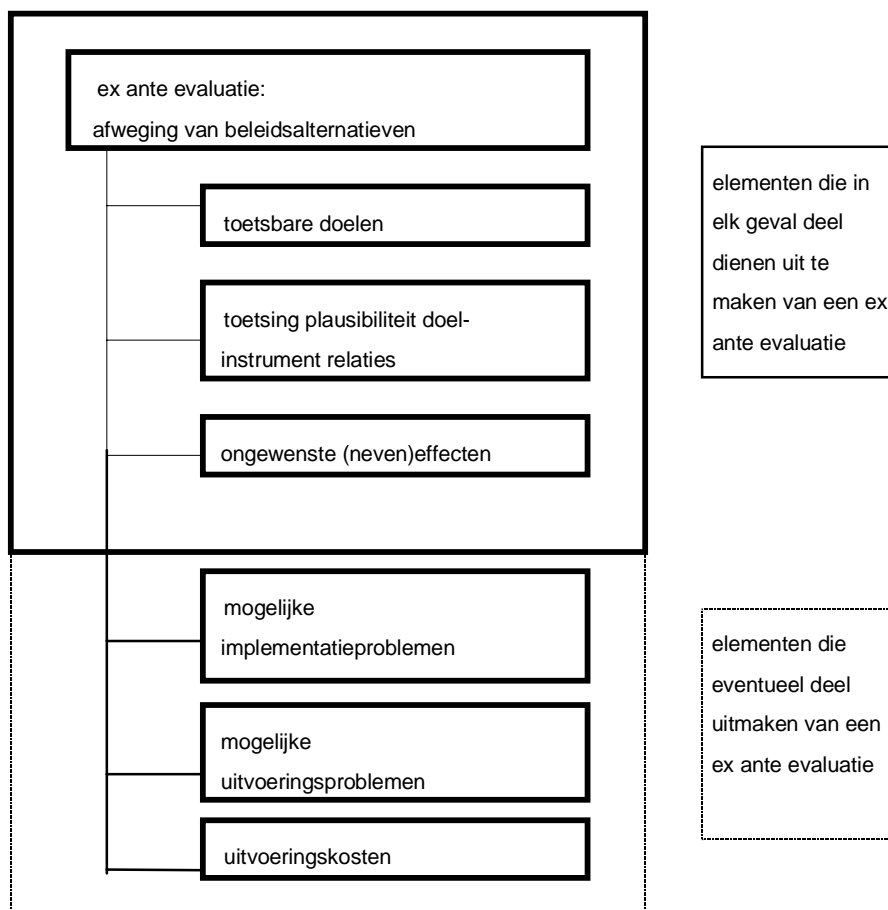 ex ante evaluatie:
afweging van beleidsalternatieven
toetsbare doelen
toetsing plausibiliteit doel-
instrument relaties
ongewenste (neven)effecten
mogelijke
implementatieproblemen
mogelijke
uitvoeringsproblemen
uitvoeringskosten
elementen die in
elk geval deel
dienen uit te
maken van een ex
ante evaluatie
elementen die
eventueel deel
uitmaken van een
ex ante evaluatie